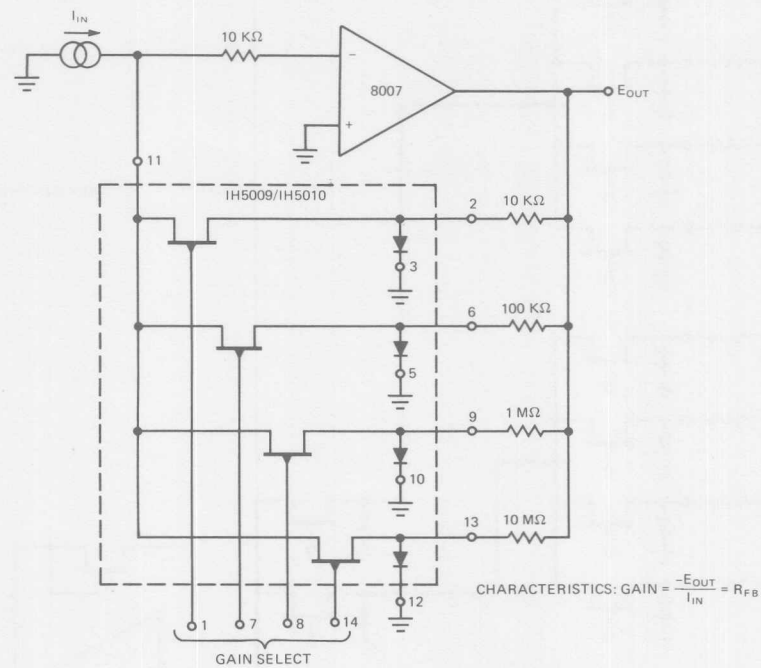 I_IN
10 KΩ
−
8007
+
E_OUT
11
IH5009/IH5010
2
10 KΩ
3
6
100 KΩ
5
9
1 MΩ
10
13
10 MΩ
12
CHARACTERISTICS: GAIN = −E_OUT / I_IN = R_FB
1 7 8 14
GAIN SELECT